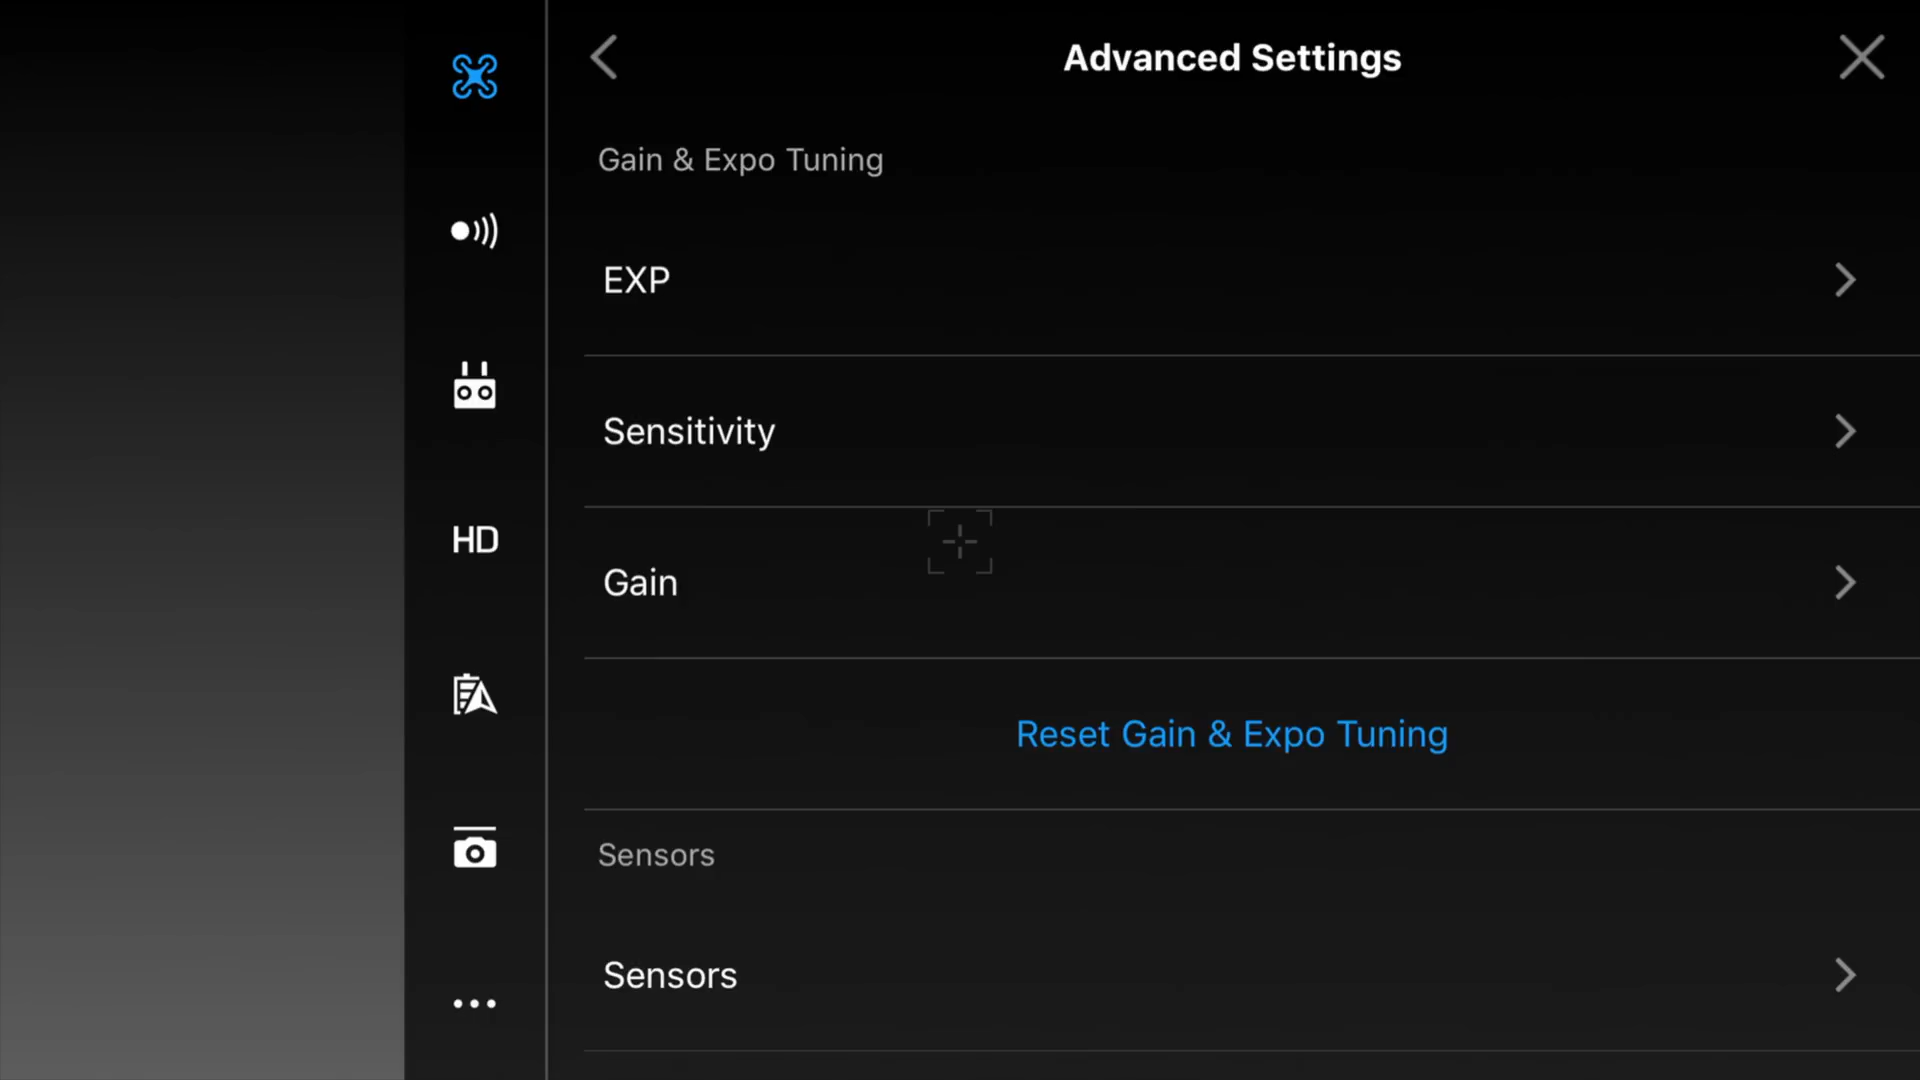 Advanced Settings
Gain & Expo Tuning
EXP
Sensitivity
HD
Gain
Reset Gain & Expo Tuning
Sensors
Sensors